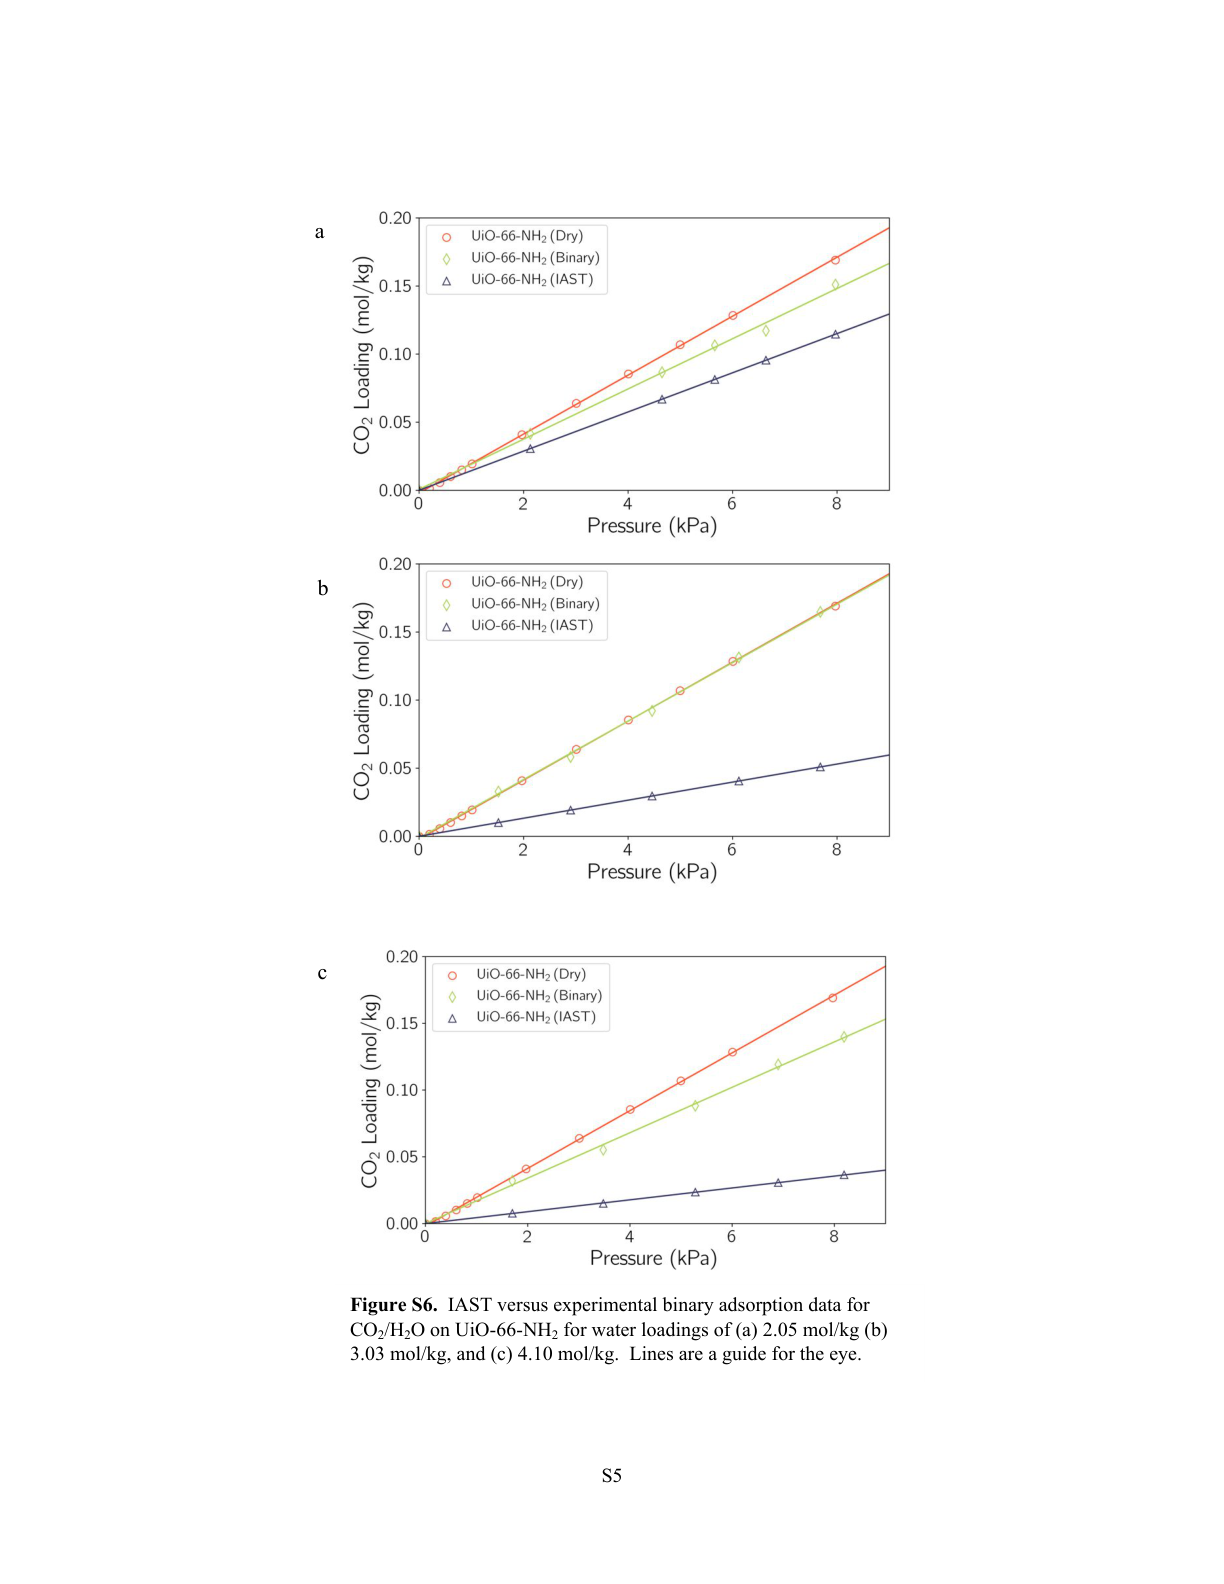 a
0.20
0.15
0.10
0.05
0.00
CO₂ Loading (mol/kg)
UiO-66-NH₂ (Dry)
UiO-66-NH₂ (Binary)
UiO-66-NH₂ (IAST)
0 2 4 6 8
Pressure (kPa)
b
0.20
0.15
0.10
0.05
0.00
CO₂ Loading (mol/kg)
UiO-66-NH₂ (Dry)
UiO-66-NH₂ (Binary)
UiO-66-NH₂ (IAST)
0 2 4 6 8
Pressure (kPa)
c
0.20
0.15
0.10
0.05
0.00
CO₂ Loading (mol/kg)
UiO-66-NH₂ (Dry)
UiO-66-NH₂ (Binary)
UiO-66-NH₂ (IAST)
0 2 4 6 8
Pressure (kPa)
Figure S6. IAST versus experimental binary adsorption data for
CO₂/H₂O on UiO-66-NH₂ for water loadings of (a) 2.05 mol/kg (b)
3.03 mol/kg, and (c) 4.10 mol/kg. Lines are a guide for the eye.
S5